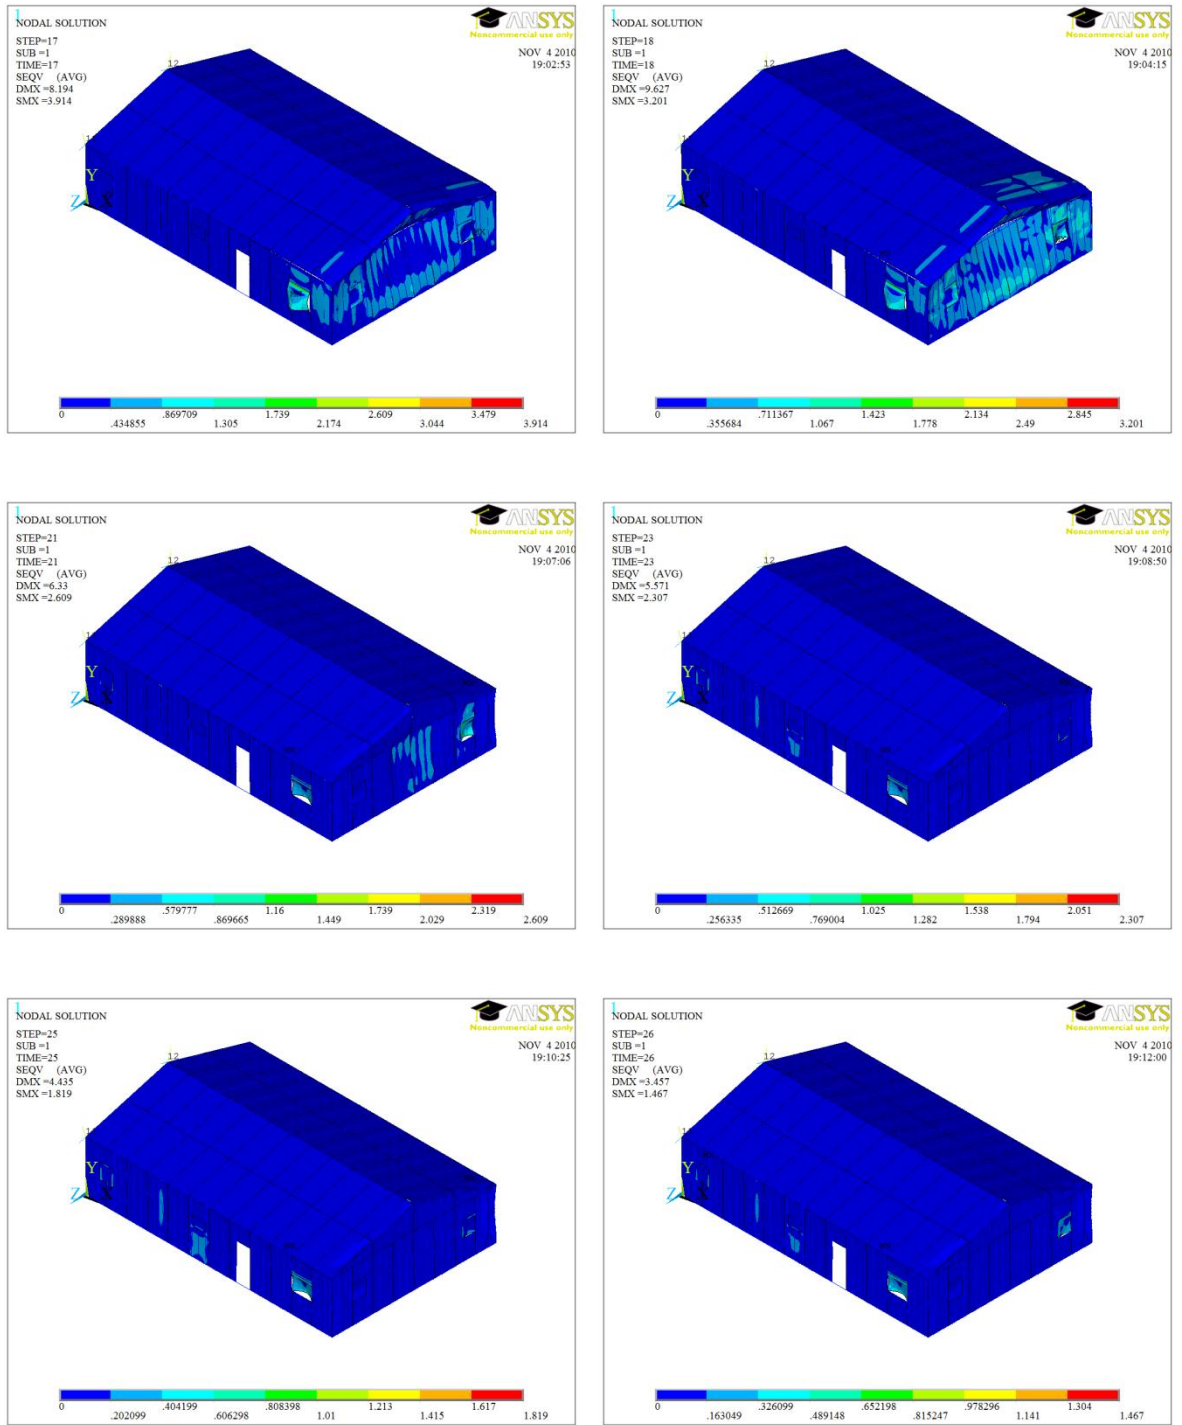 1
NODAL SOLUTION
STEP=17
SUB =1
TIME=17
SEQV (AVG)
DMX =8.194
SMX =3.914
ANSYS
Noncommercial use only
NOV 4 2010
19:02:53
12
Y
Z X
0 .869709 1.739 2.609 3.479
.434855 1.305 2.174 3.044 3.914
1
NODAL SOLUTION
STEP=18
SUB =1
TIME=18
SEQV (AVG)
DMX =9.627
SMX =3.201
ANSYS
Noncommercial use only
NOV 4 2010
19:04:15
12
Y
Z X
0 .711367 1.423 2.134 2.845
.355684 1.067 1.778 2.49 3.201
1
NODAL SOLUTION
STEP=21
SUB =1
TIME=21
SEQV (AVG)
DMX =6.33
SMX =2.609
ANSYS
Noncommercial use only
NOV 4 2010
19:07:06
12
Y
Z X
0 .579777 1.16 1.739 2.319
.289888 .869665 1.449 2.029 2.609
1
NODAL SOLUTION
STEP=23
SUB =1
TIME=23
SEQV (AVG)
DMX =5.571
SMX =2.307
ANSYS
Noncommercial use only
NOV 4 2010
19:08:50
12
Y
Z X
0 .512669 1.025 1.538 2.051
.256335 .769004 1.282 1.794 2.307
1
NODAL SOLUTION
STEP=25
SUB =1
TIME=25
SEQV (AVG)
DMX =4.435
SMX =1.819
ANSYS
Noncommercial use only
NOV 4 2010
19:10:25
12
Y
Z X
0 .404199 .808398 1.213 1.617
.202099 .606298 1.01 1.415 1.819
1
NODAL SOLUTION
STEP=26
SUB =1
TIME=26
SEQV (AVG)
DMX =3.457
SMX =1.467
ANSYS
Noncommercial use only
NOV 4 2010
19:12:00
12
Y
Z X
0 .326099 .652198 .978296 1.304
.163049 .489148 .815247 1.141 1.467